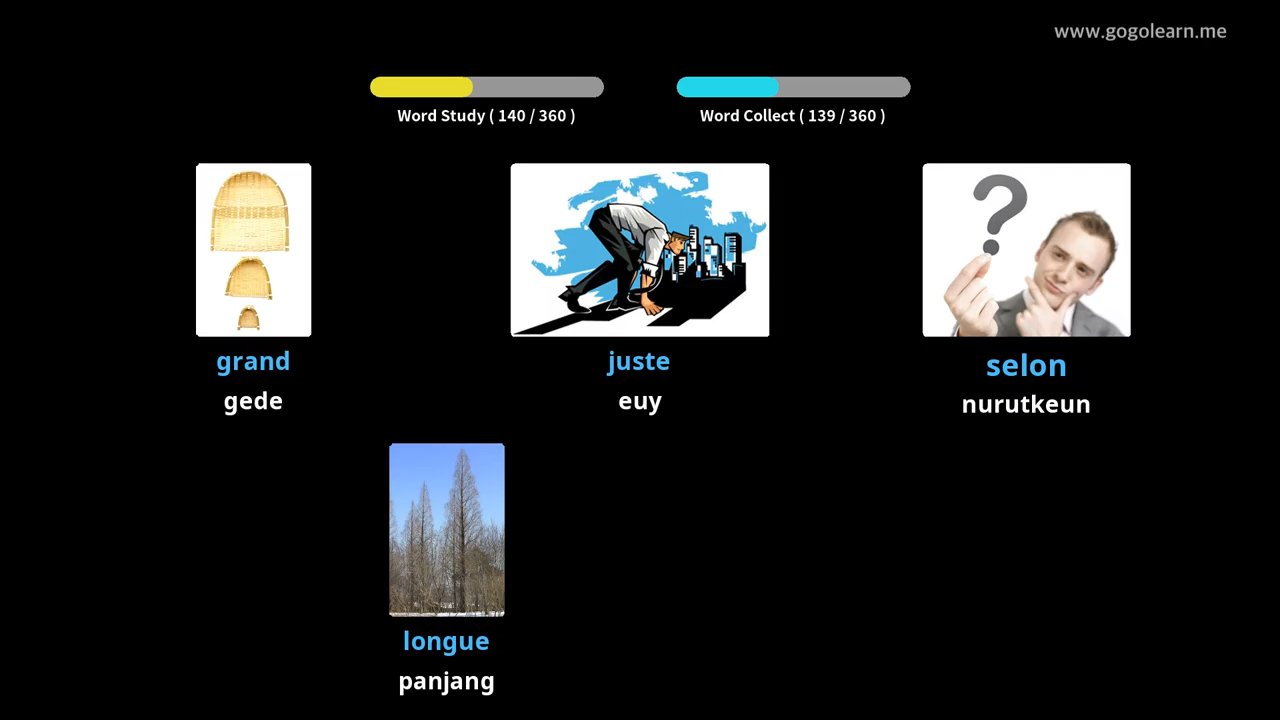 www.gogolearn.me
Word Study ( 140 / 360 )
Word Collect ( 139 / 360 )
grand
gede
juste
euy
selon
nurutkeun
longue
panjang